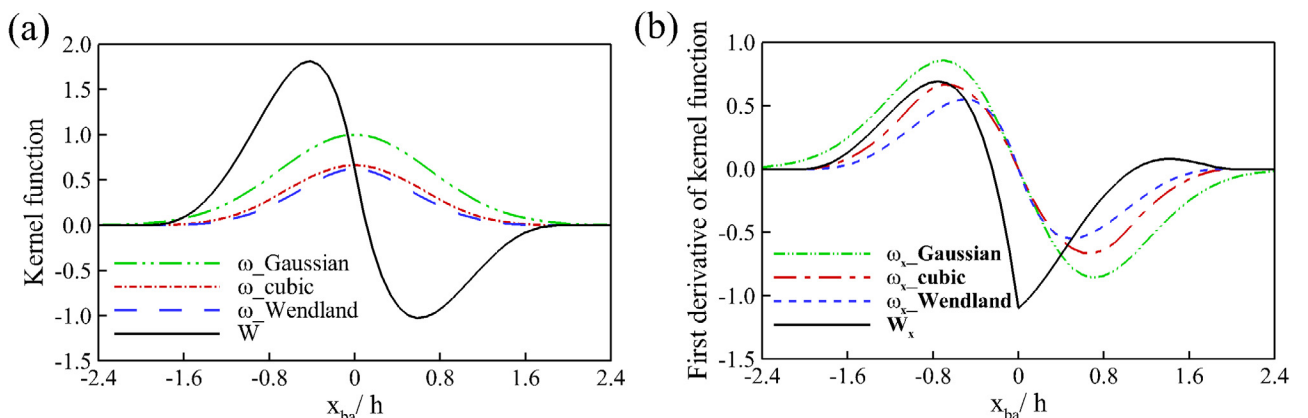 (a)
Kernel function
2.0
1.5
1.0
0.5
0.0
-0.5
-1.0
-1.5
-2.4
-1.6
-0.8
0
0.8
1.6
2.4
x_ba/ h
ω_Gaussian
ω_cubic
ω_Wendland
W
(b)
First derivative of kernel function
1.0
0.5
0.0
-0.5
-1.0
-1.5
-2.4
-1.6
-0.8
0
0.8
1.6
2.4
x_ba/ h
ω_x_Gaussian
ω_x_cubic
ω_x_Wendland
W_x